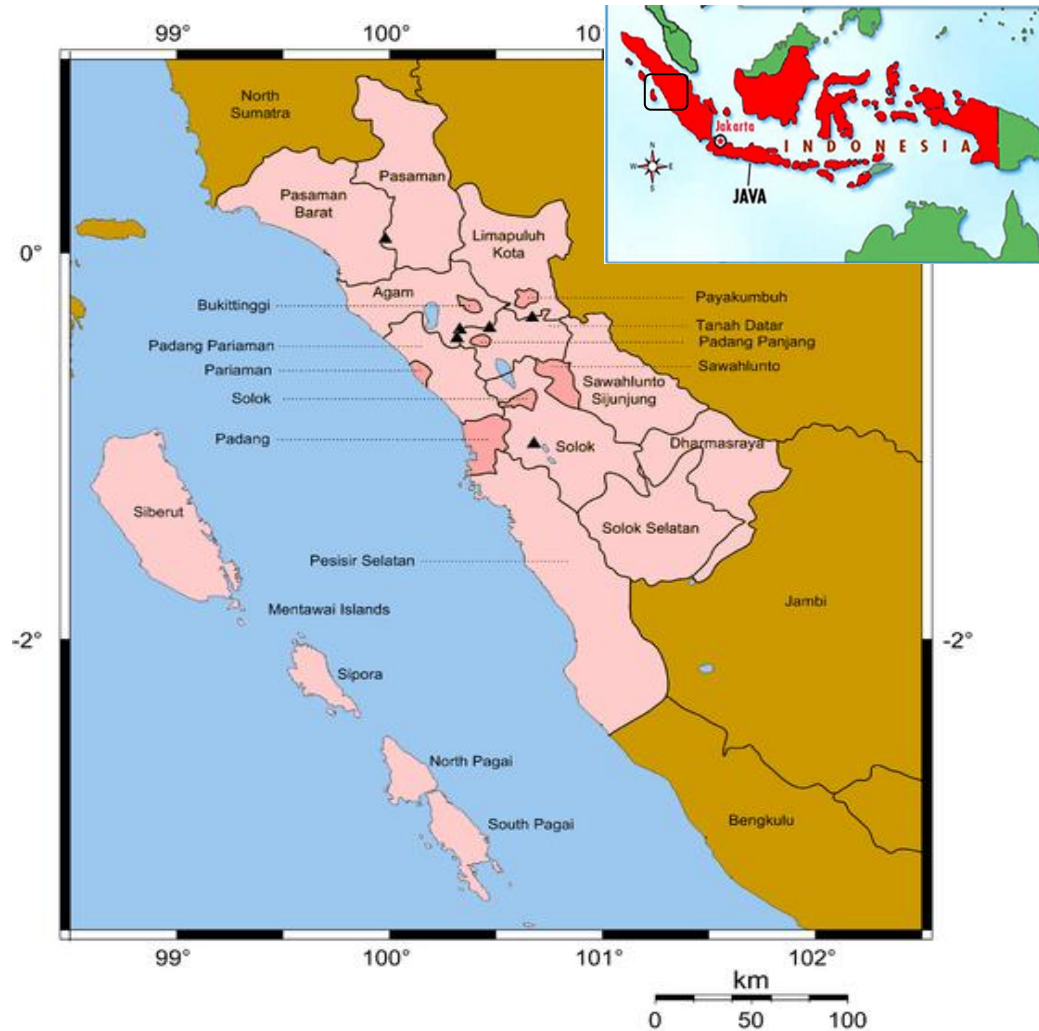 99°
100°
10
Jakarta
INDONESIA
N
W
E
S
JAVA
North
Sumatra
Pasaman
Pasaman
Barat
Limapuluh
Kota
0°
Agam
Bukittinggi
Payakumbuh
Tanah Datar
Padang Pariaman
Padang Panjang
Pariaman
Sawahlunto
Sawahlunto
Sijunjung
Solok
Padang
Solok
Dharmasraya
Siberut
Solok Selatan
Pesisir Selatan
Jambi
Mentawai Islands
-2°
-2°
Sipora
North Pagai
South Pagai
Bengkulu
99°
100°
101°
102°
km
0
50
100